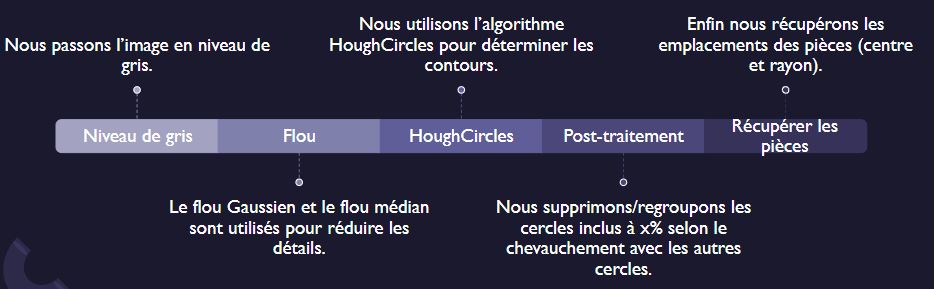 Nous passons l'image en niveau de
gris.
Nous utilisons l'algorithme
HoughCircles pour déterminer les
contours.
Enfin nous récupérons les
emplacements des pièces (centre
et rayon).
Niveau de gris
Flou
HoughCircles
Post-traitement
Récupérer les
pièces
Le flou Gaussien et le flou médian
sont utilisés pour réduire les
détails.
Nous supprimons/regroupons les
cercles inclus à x% selon le
chevauchement avec les autres
cercles.